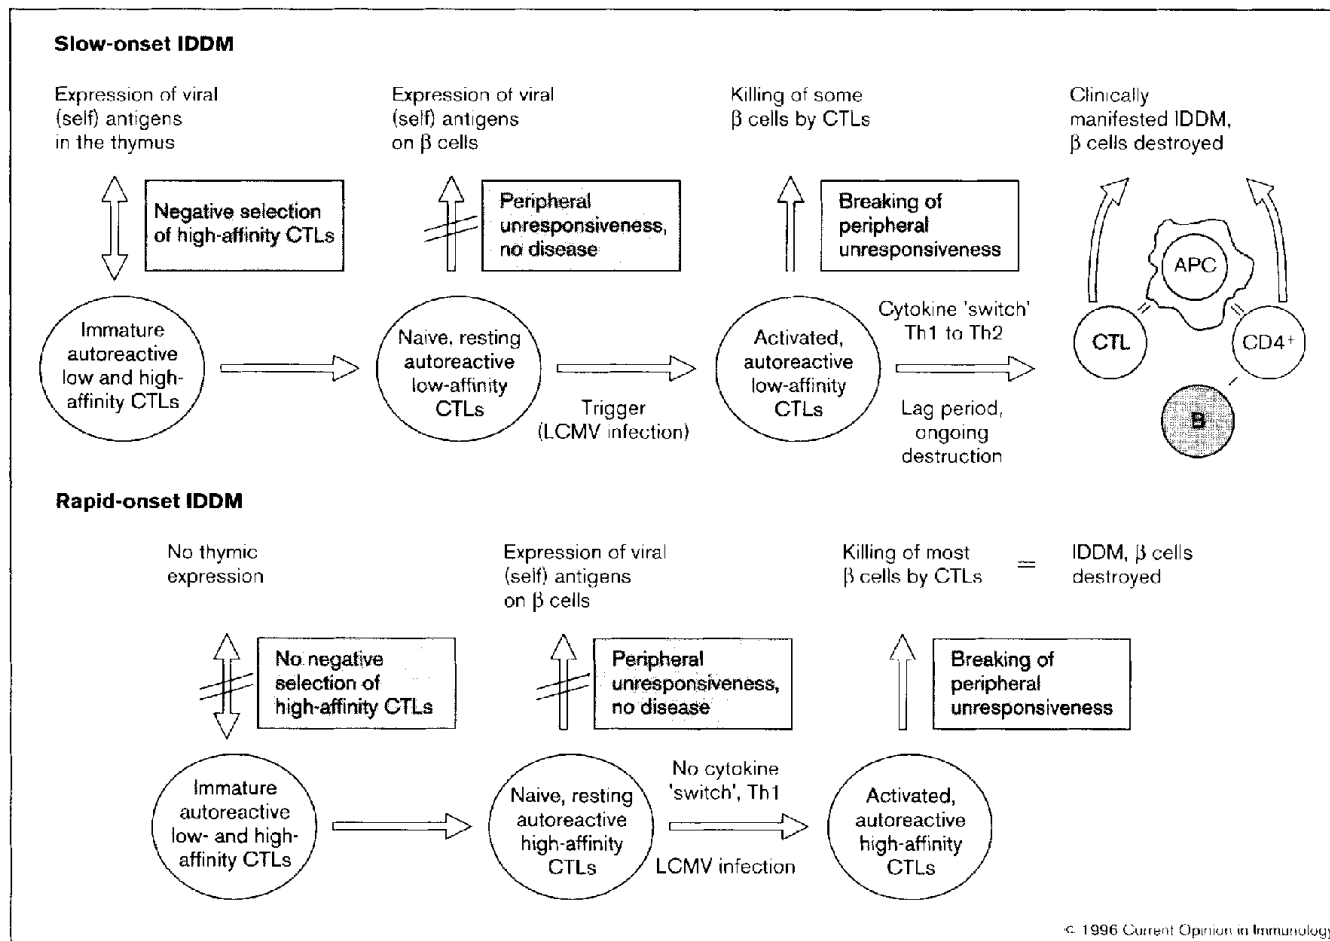 Slow-onset IDDM
Expression of viral
(self) antigens
in the thymus
Expression of viral
(self) antigens
on β cells
Killing of some
β cells by CTLs
Clinically
manifested IDDM,
β cells destroyed
Negative selection
of high-affinity CTLs
Peripheral
unresponsiveness,
no disease
Breaking of
peripheral
unresponsiveness
Immature
autoreactive
low and high-
affinity CTLs
Naive, resting
autoreactive
low-affinity
CTLs
Trigger
(LCMV infection)
Activated,
autoreactive
low-affinity
CTLs
Cytokine 'switch'
Th1 to Th2
Lag period,
ongoing
destruction
APC
CTL
CD4+
B
Rapid-onset IDDM
No thymic
expression
Expression of viral
(self) antigens
on β cells
Killing of most
β cells by CTLs
=
IDDM, β cells
destroyed
No negative
selection of
high-affinity CTLs
Peripheral
unresponsiveness,
no disease
Breaking of
peripheral
unresponsiveness
Immature
autoreactive
low- and high-
affinity CTLs
Naive, resting
autoreactive
high-affinity
CTLs
No cytokine
'switch', Th1
LCMV infection
Activated,
autoreactive
high-affinity
CTLs
© 1996 Current Opinion in Immunology